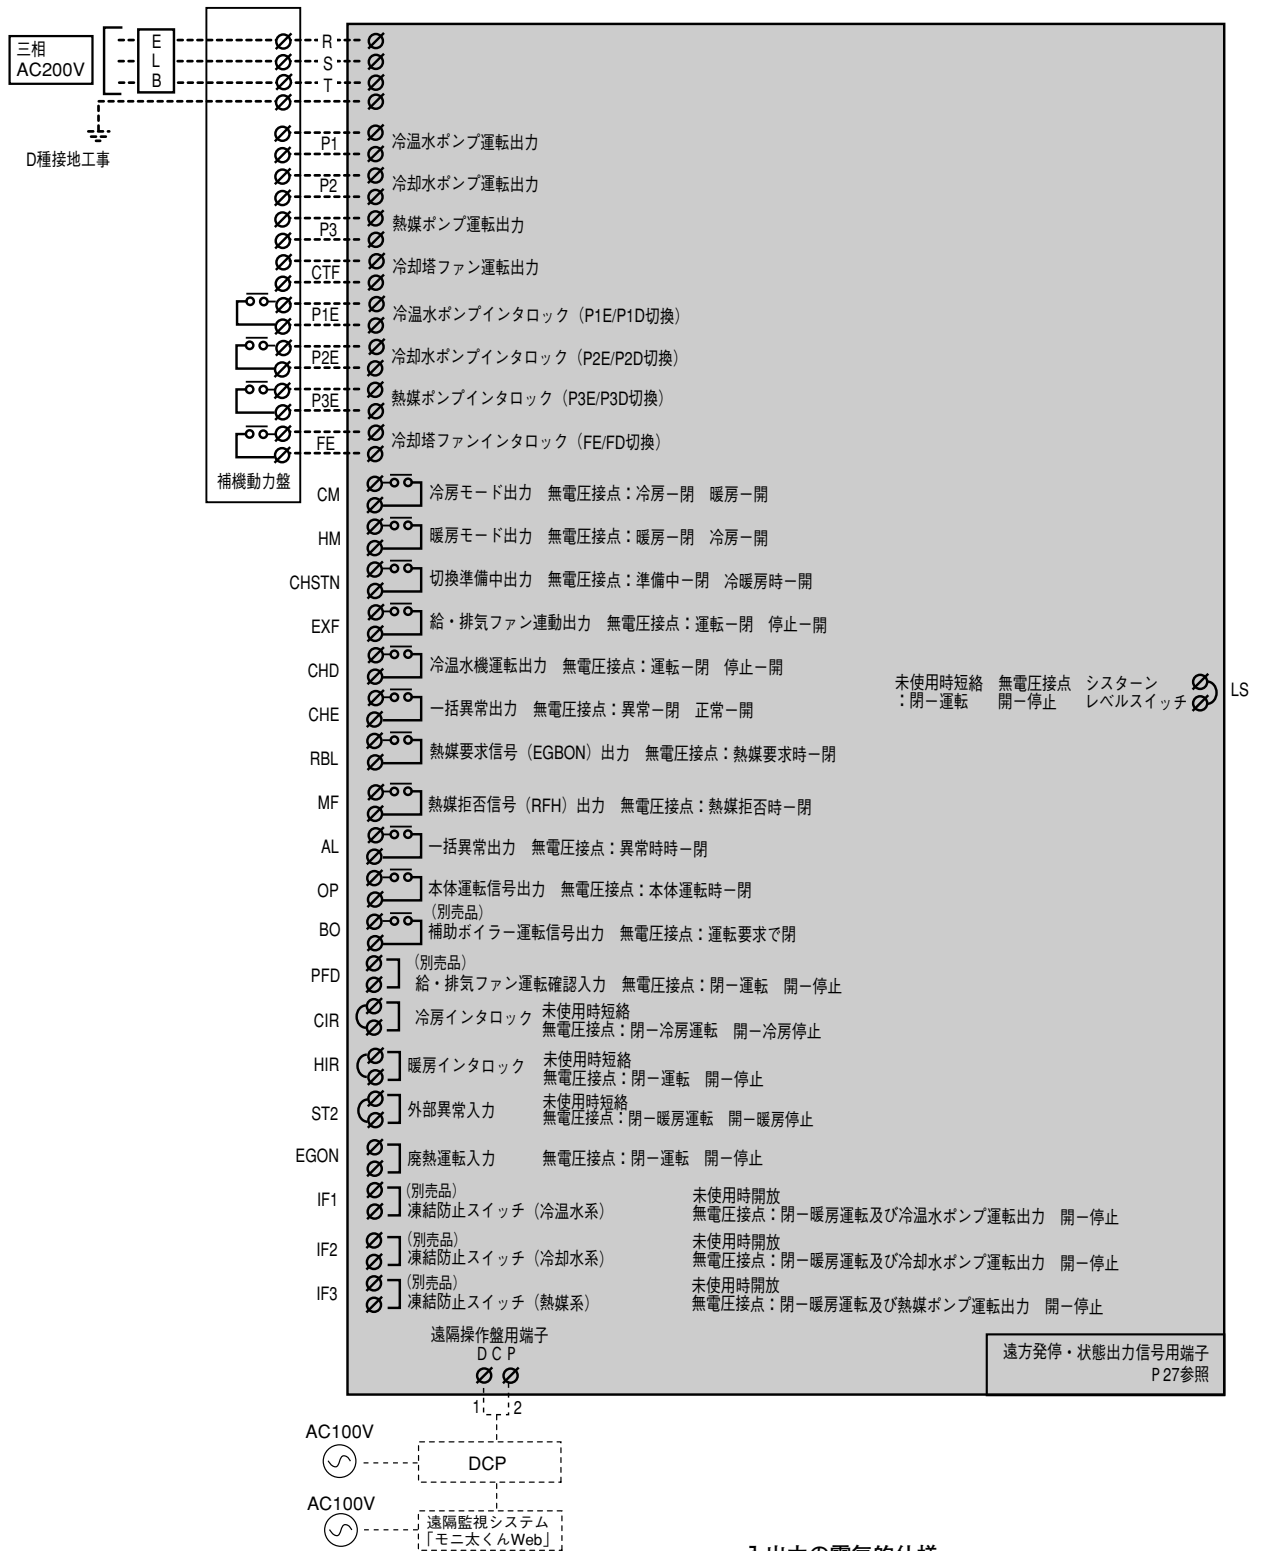 三相
AC200V
E
L
B
R
S
T
D種接地工事
P1
冷温水ポンプ運転出力
P2
冷却水ポンプ運転出力
P3
熱媒ポンプ運転出力
CTF
冷却塔ファン運転出力
P1E
冷温水ポンプインタロック（P1E/P1D切換）
P2E
冷却水ポンプインタロック（P2E/P2D切換）
P3E
熱媒ポンプインタロック（P3E/P3D切換）
FE
冷却塔ファンインタロック（FE/FD切換）
補機動力盤
CM
冷房モード出力　無電圧接点：冷房－閉　暖房－開
HM
暖房モード出力　無電圧接点：暖房－閉　冷房－開
CHSTN
切換準備中出力　無電圧接点：準備中－閉　冷暖房時－開
EXF
給・排気ファン連動出力　無電圧接点：運転－閉　停止－開
CHD
冷温水機運転出力　無電圧接点：運転－閉　停止－開
未使用時短絡　無電圧接点　シスターン
：閉－運転　開－停止　レベルスイッチ
LS
CHE
一括異常出力　無電圧接点：異常－閉　正常－開
RBL
熱媒要求信号（EGBON）出力　無電圧接点：熱媒要求時－閉
MF
熱媒拒否信号（RFH）出力　無電圧接点：熱媒拒否時－閉
AL
一括異常出力　無電圧接点：異常時時－閉
OP
本体運転信号出力　無電圧接点：本体運転時－閉
BO
（別売品）
補助ボイラー運転信号出力　無電圧接点：運転要求で閉
PFD
（別売品）
給・排気ファン運転確認入力　無電圧接点：閉－運転　開－停止
CIR
冷房インタロック
未使用時短絡
無電圧接点：閉－冷房運転　開－冷房停止
HIR
暖房インタロック
未使用時短絡
無電圧接点：閉－運転　開－停止
ST2
外部異常入力
未使用時短絡
無電圧接点：閉－暖房運転　開－暖房停止
EGON
廃熱運転入力　無電圧接点：閉－運転　開－停止
IF1
（別売品）
凍結防止スイッチ（冷温水系）
未使用時開放
無電圧接点：閉－暖房運転及び冷温水ポンプ運転出力　開－停止
IF2
（別売品）
凍結防止スイッチ（冷却水系）
未使用時開放
無電圧接点：閉－暖房運転及び冷却水ポンプ運転出力　開－停止
IF3
（別売品）
凍結防止スイッチ（熱媒系）
未使用時開放
無電圧接点：閉－暖房運転及び熱媒ポンプ運転出力　開－停止
遠隔操作盤用端子
D C P
1 2
遠方発停・状態出力信号用端子
P 27参照
AC100V
DCP
AC100V
遠隔監視システム
「モニ太くんWeb」